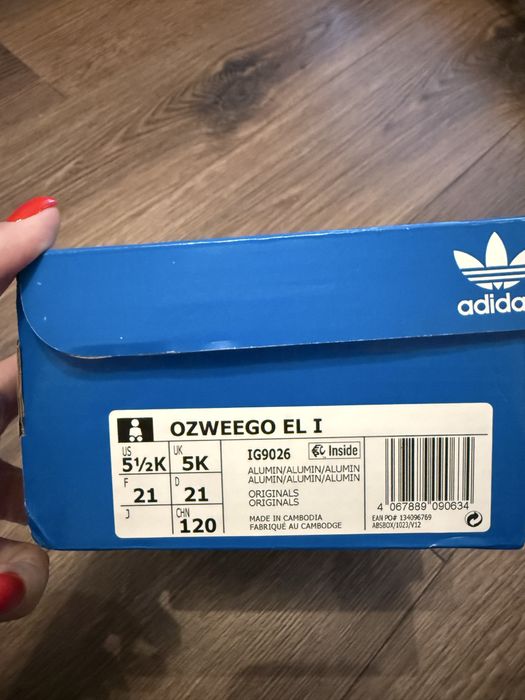 adida
OZWEEGO EL I
US 5½K UK 5K
F 21 D 21
J CHN 120
IG9026 Inside
ALUMIN/ALUMIN/ALUMIN
ALUMIN/ALUMIN/ALUMIN
ORIGINALS
ORIGINALS
MADE IN CAMBODIA
FABRIQUÉ AU CAMBODGE
4 067889 090634
EAN PO# 134096769
ABSBOX/1023/V12